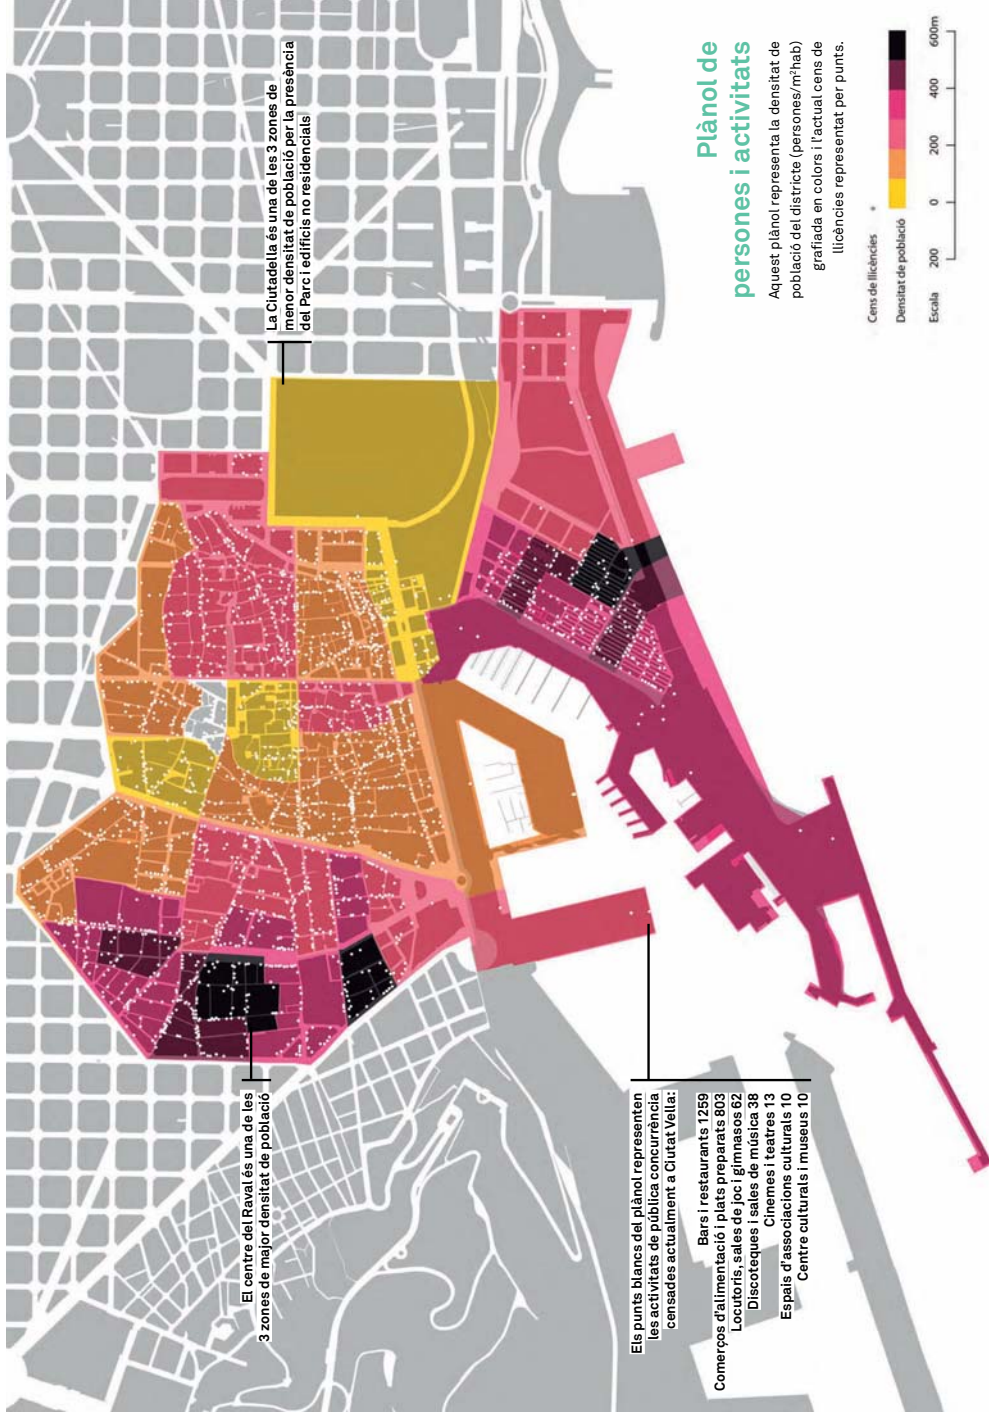 Plànol de
persones i activitats
Aquest plànol representa la densitat de
població del districte (persones/m²hab)
grafiada en colors i l'actual cens de
llicències representat per punts.
Cens de llicències
Densitat de població
Escala
200
0
200
400
600m
La Ciutadella és una de les 3 zones de
menor densitat de població per la presència
del Parc i edificis no residencials
El centre del Raval és una de les
3 zones de major densitat de població
Els punts blancs del plànol representen
les activitats de pública concurrència
censades actualment a Ciutat Vella:
Bars i restaurants 1259
Comerços d'alimentació i plats preparats 803
Locutoris, sales de joc i gimnasos 62
Discoteques i sales de música 38
Cinemes i teatres 13
Espais d'associacions culturals 10
Centre culturals i museus 10